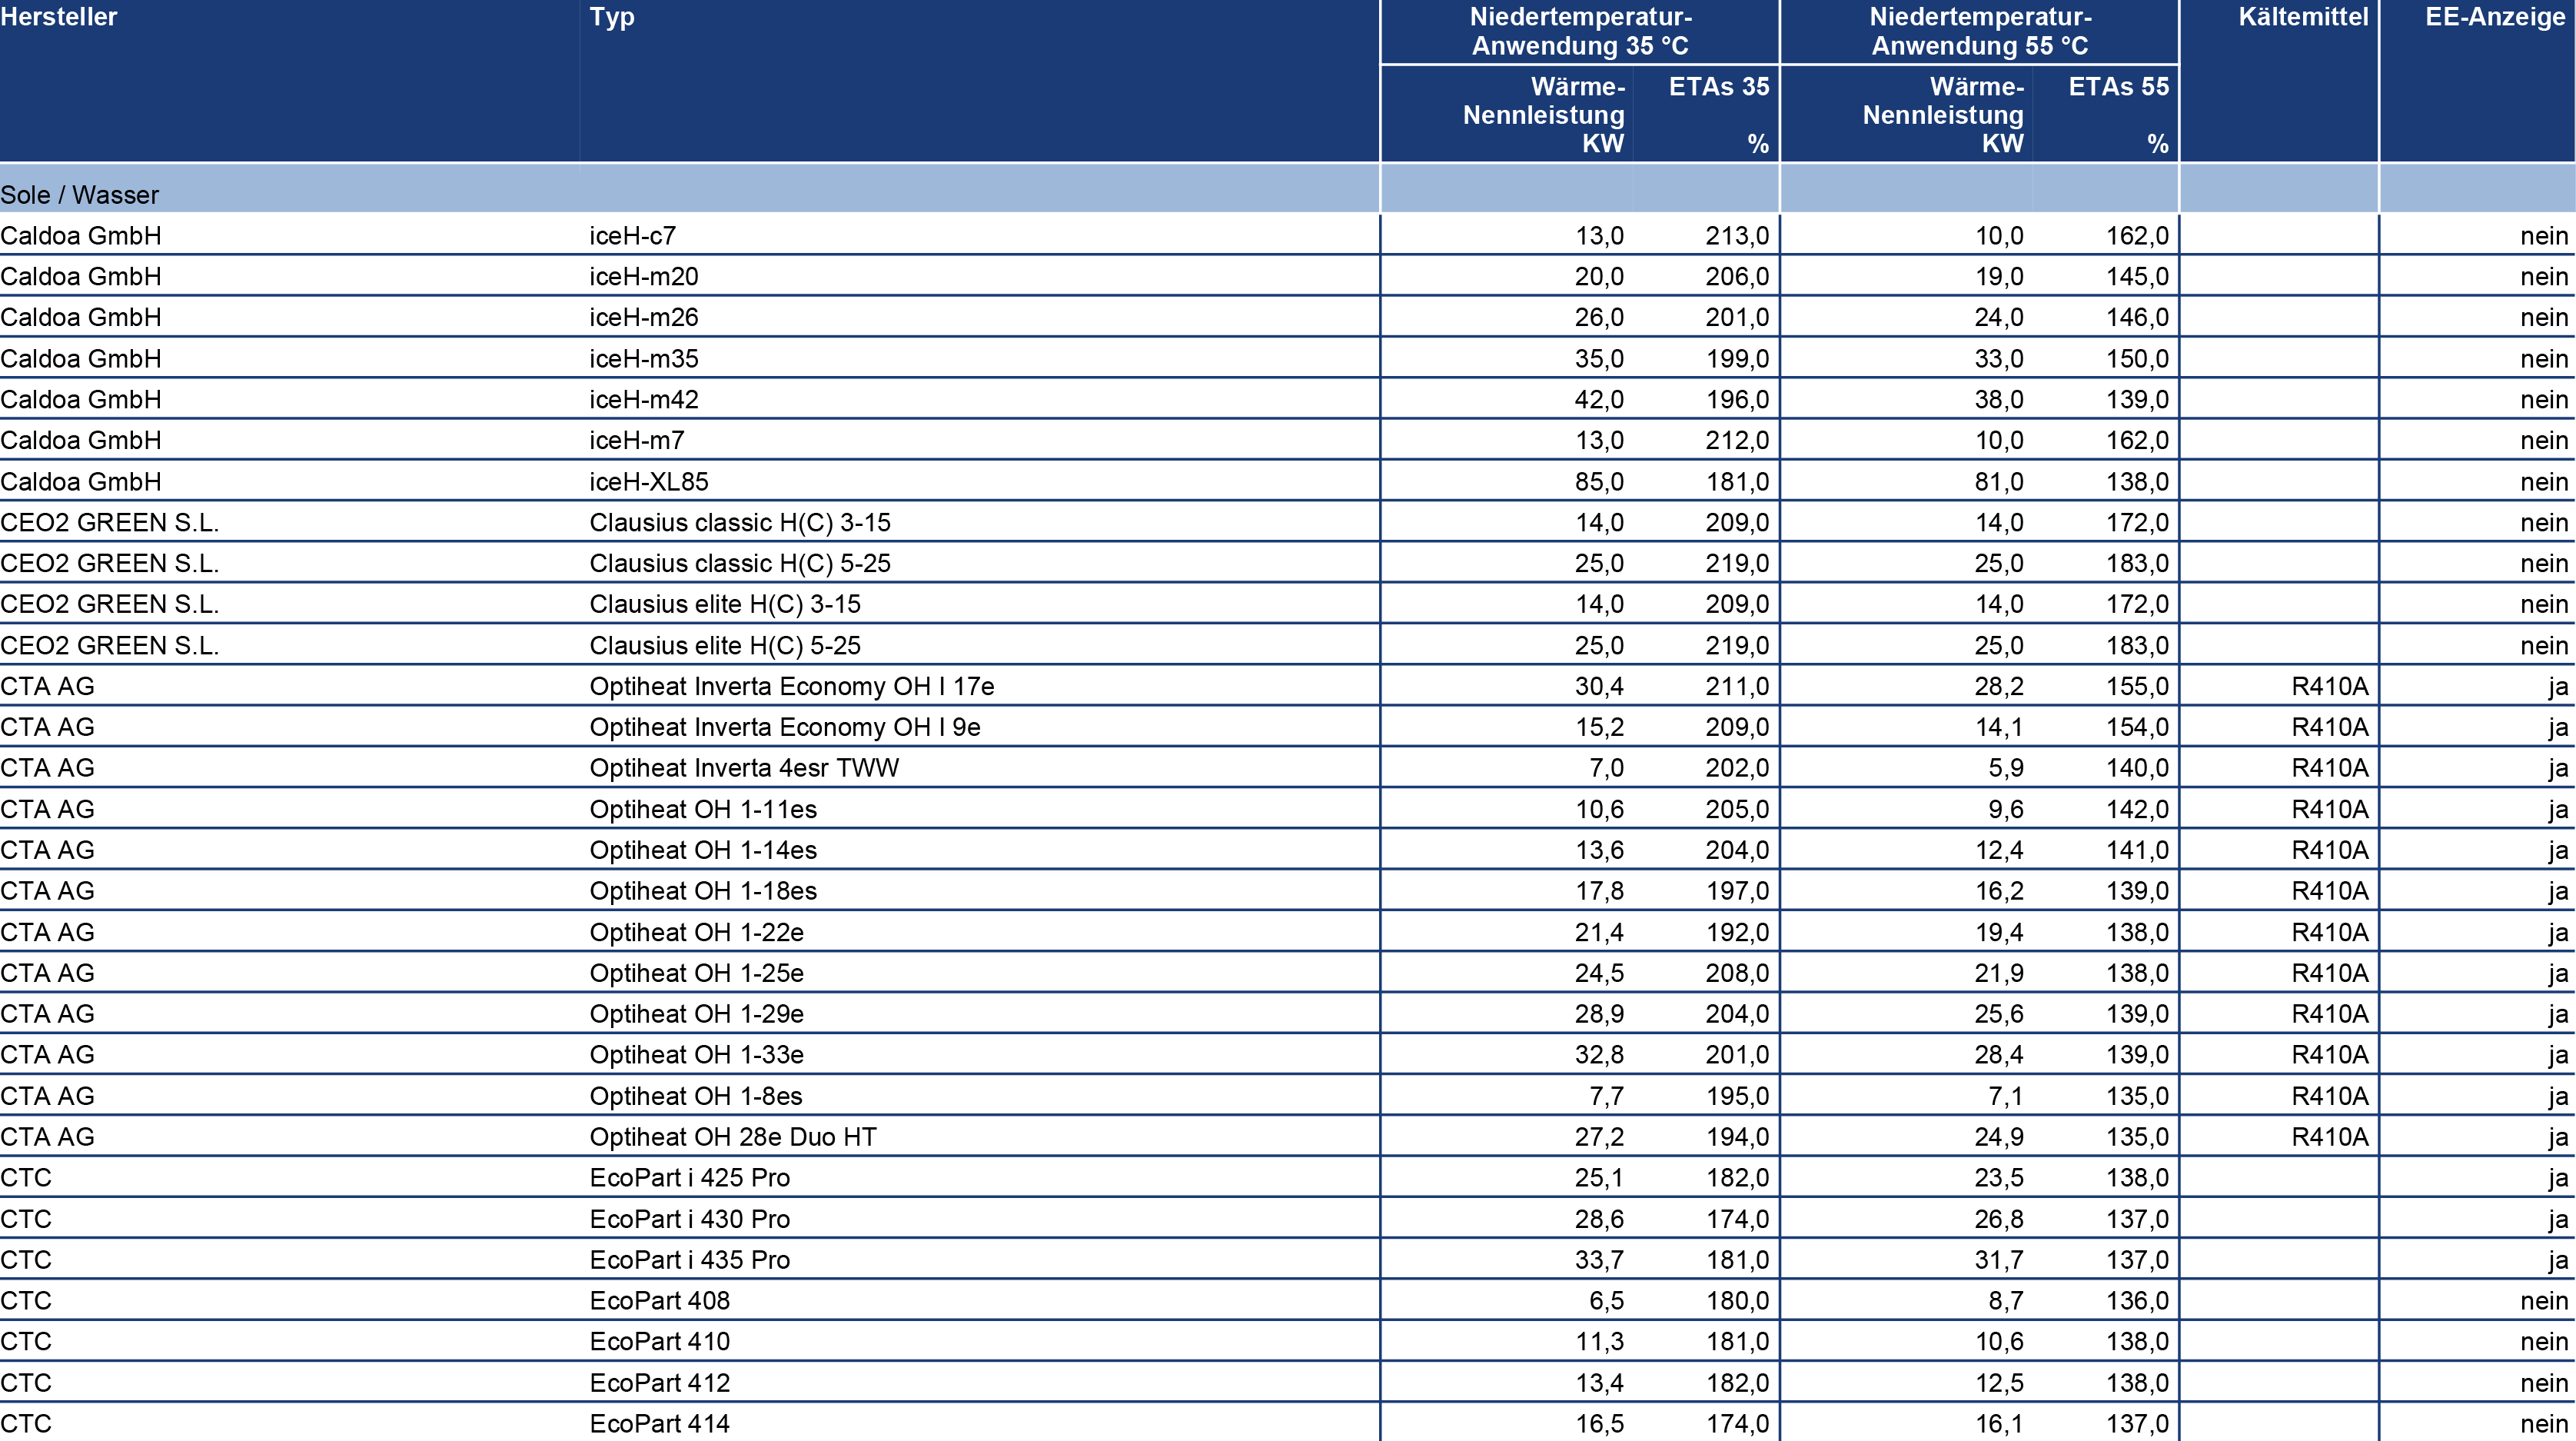 Hersteller Typ Niedertemperatur- Niedertemperatur- Kältemittel EE-Anzeige
Anwendung 35 °C Anwendung 55 °C
Wärme- ETAs 35 Wärme- ETAs 55
Nennleistung Nennleistung
KW % KW %
Sole / Wasser
Caldoa GmbH iceH-c7 13,0 213,0 10,0 162,0 nein
Caldoa GmbH iceH-m20 20,0 206,0 19,0 145,0 nein
Caldoa GmbH iceH-m26 26,0 201,0 24,0 146,0 nein
Caldoa GmbH iceH-m35 35,0 199,0 33,0 150,0 nein
Caldoa GmbH iceH-m42 42,0 196,0 38,0 139,0 nein
Caldoa GmbH iceH-m7 13,0 212,0 10,0 162,0 nein
Caldoa GmbH iceH-XL85 85,0 181,0 81,0 138,0 nein
CEO2 GREEN S.L. Clausius classic H(C) 3-15 14,0 209,0 14,0 172,0 nein
CEO2 GREEN S.L. Clausius classic H(C) 5-25 25,0 219,0 25,0 183,0 nein
CEO2 GREEN S.L. Clausius elite H(C) 3-15 14,0 209,0 14,0 172,0 nein
CEO2 GREEN S.L. Clausius elite H(C) 5-25 25,0 219,0 25,0 183,0 nein
CTA AG Optiheat Inverta Economy OH I 17e 30,4 211,0 28,2 155,0 R410A ja
CTA AG Optiheat Inverta Economy OH I 9e 15,2 209,0 14,1 154,0 R410A ja
CTA AG Optiheat Inverta 4esr TWW 7,0 202,0 5,9 140,0 R410A ja
CTA AG Optiheat OH 1-11es 10,6 205,0 9,6 142,0 R410A ja
CTA AG Optiheat OH 1-14es 13,6 204,0 12,4 141,0 R410A ja
CTA AG Optiheat OH 1-18es 17,8 197,0 16,2 139,0 R410A ja
CTA AG Optiheat OH 1-22e 21,4 192,0 19,4 138,0 R410A ja
CTA AG Optiheat OH 1-25e 24,5 208,0 21,9 138,0 R410A ja
CTA AG Optiheat OH 1-29e 28,9 204,0 25,6 139,0 R410A ja
CTA AG Optiheat OH 1-33e 32,8 201,0 28,4 139,0 R410A ja
CTA AG Optiheat OH 1-8es 7,7 195,0 7,1 135,0 R410A ja
CTA AG Optiheat OH 28e Duo HT 27,2 194,0 24,9 135,0 R410A ja
CTC EcoPart i 425 Pro 25,1 182,0 23,5 138,0 ja
CTC EcoPart i 430 Pro 28,6 174,0 26,8 137,0 ja
CTC EcoPart i 435 Pro 33,7 181,0 31,7 137,0 ja
CTC EcoPart 408 6,5 180,0 8,7 136,0 nein
CTC EcoPart 410 11,3 181,0 10,6 138,0 nein
CTC EcoPart 412 13,4 182,0 12,5 138,0 nein
CTC EcoPart 414 16,5 174,0 16,1 137,0 nein